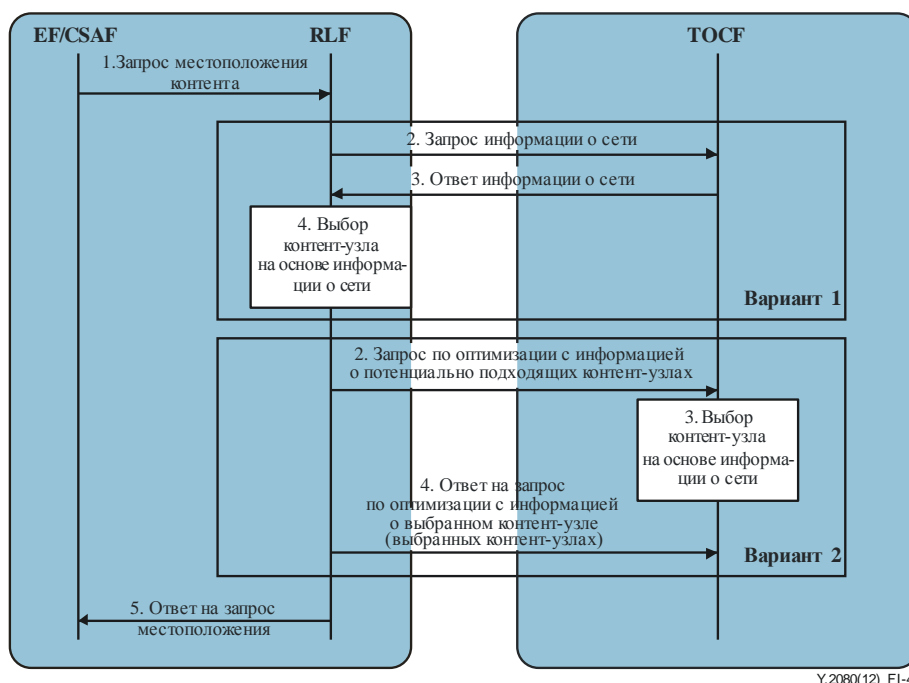 EF/CSAF
RLF
TOCF
1.Запрос местоположения
контента
2. Запрос информации о сети
3. Ответ информации о сети
4. Выбор
контент-узла
на основе информа-
ции о сети
Вариант 1
2. Запрос по оптимизации с информацией
о потенциально подходящих контент-узлах
3. Выбор
контент-узла
на основе информа-
ции о сети
4. Ответ на запрос
по оптимизации с информацией
о выбранном контент-узле
(выбранных контент-узлах)
Вариант 2
5. Ответ на запрос
местоположения